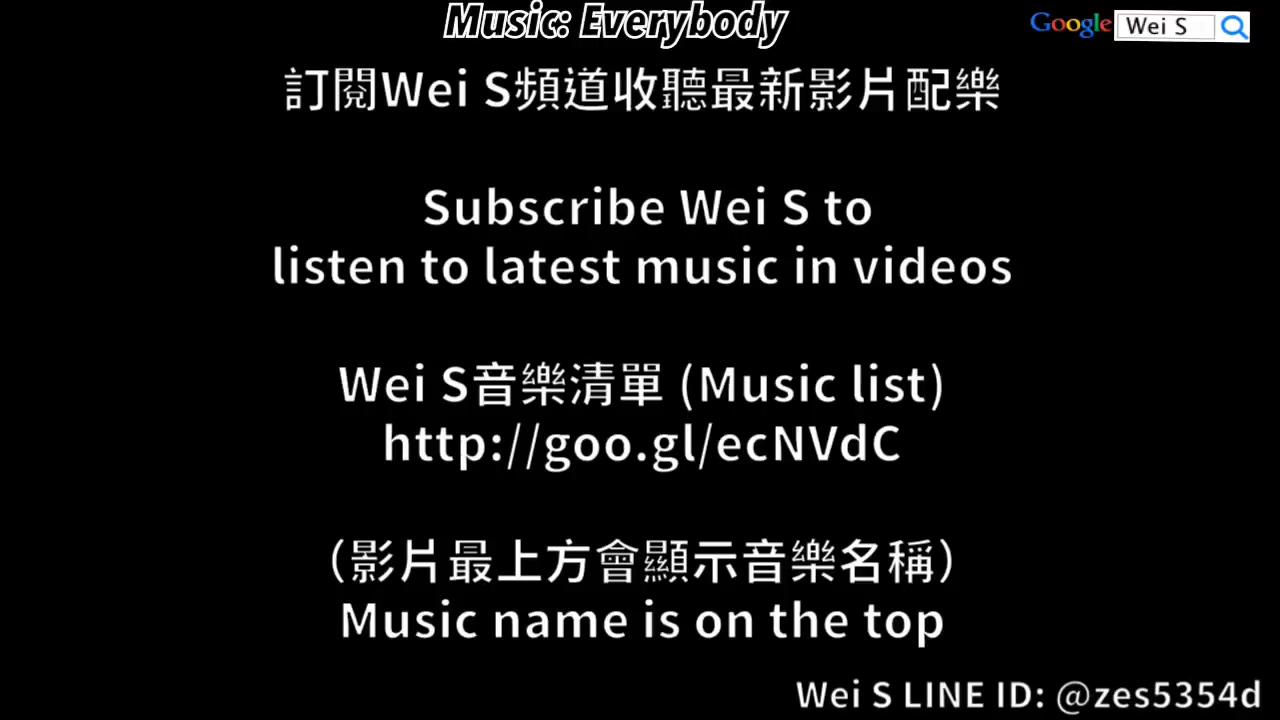 Music: Everybody
Google Wei S
訂閱Wei S頻道收聽最新影片配樂
Subscribe Wei S to
listen to latest music in videos
Wei S音樂清單 (Music list)
http://goo.gl/ecNVdC
（影片最上方會顯示音樂名稱）
Music name is on the top
Wei S LINE ID: @zes5354d